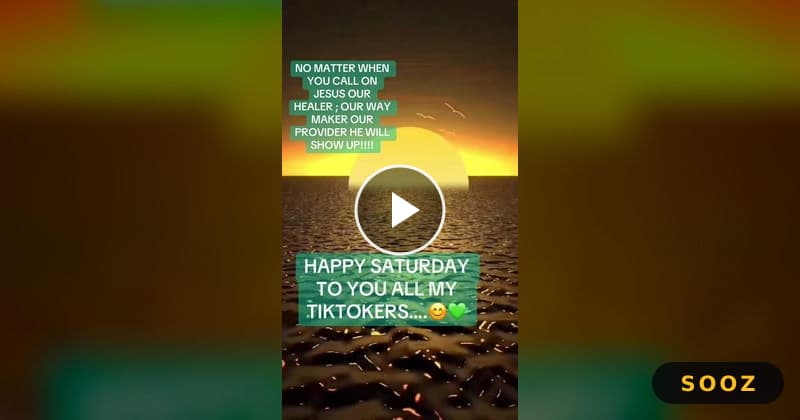 NO MATTER WHEN
YOU CALL ON
JESUS OUR
HEALER ; OUR WAY
MAKER OUR
PROVIDER HE WILL
SHOW UP!!!!
HAPPY SATURDAY
TO YOU ALL MY
TIKTOKERS....😊💚
SOOZ